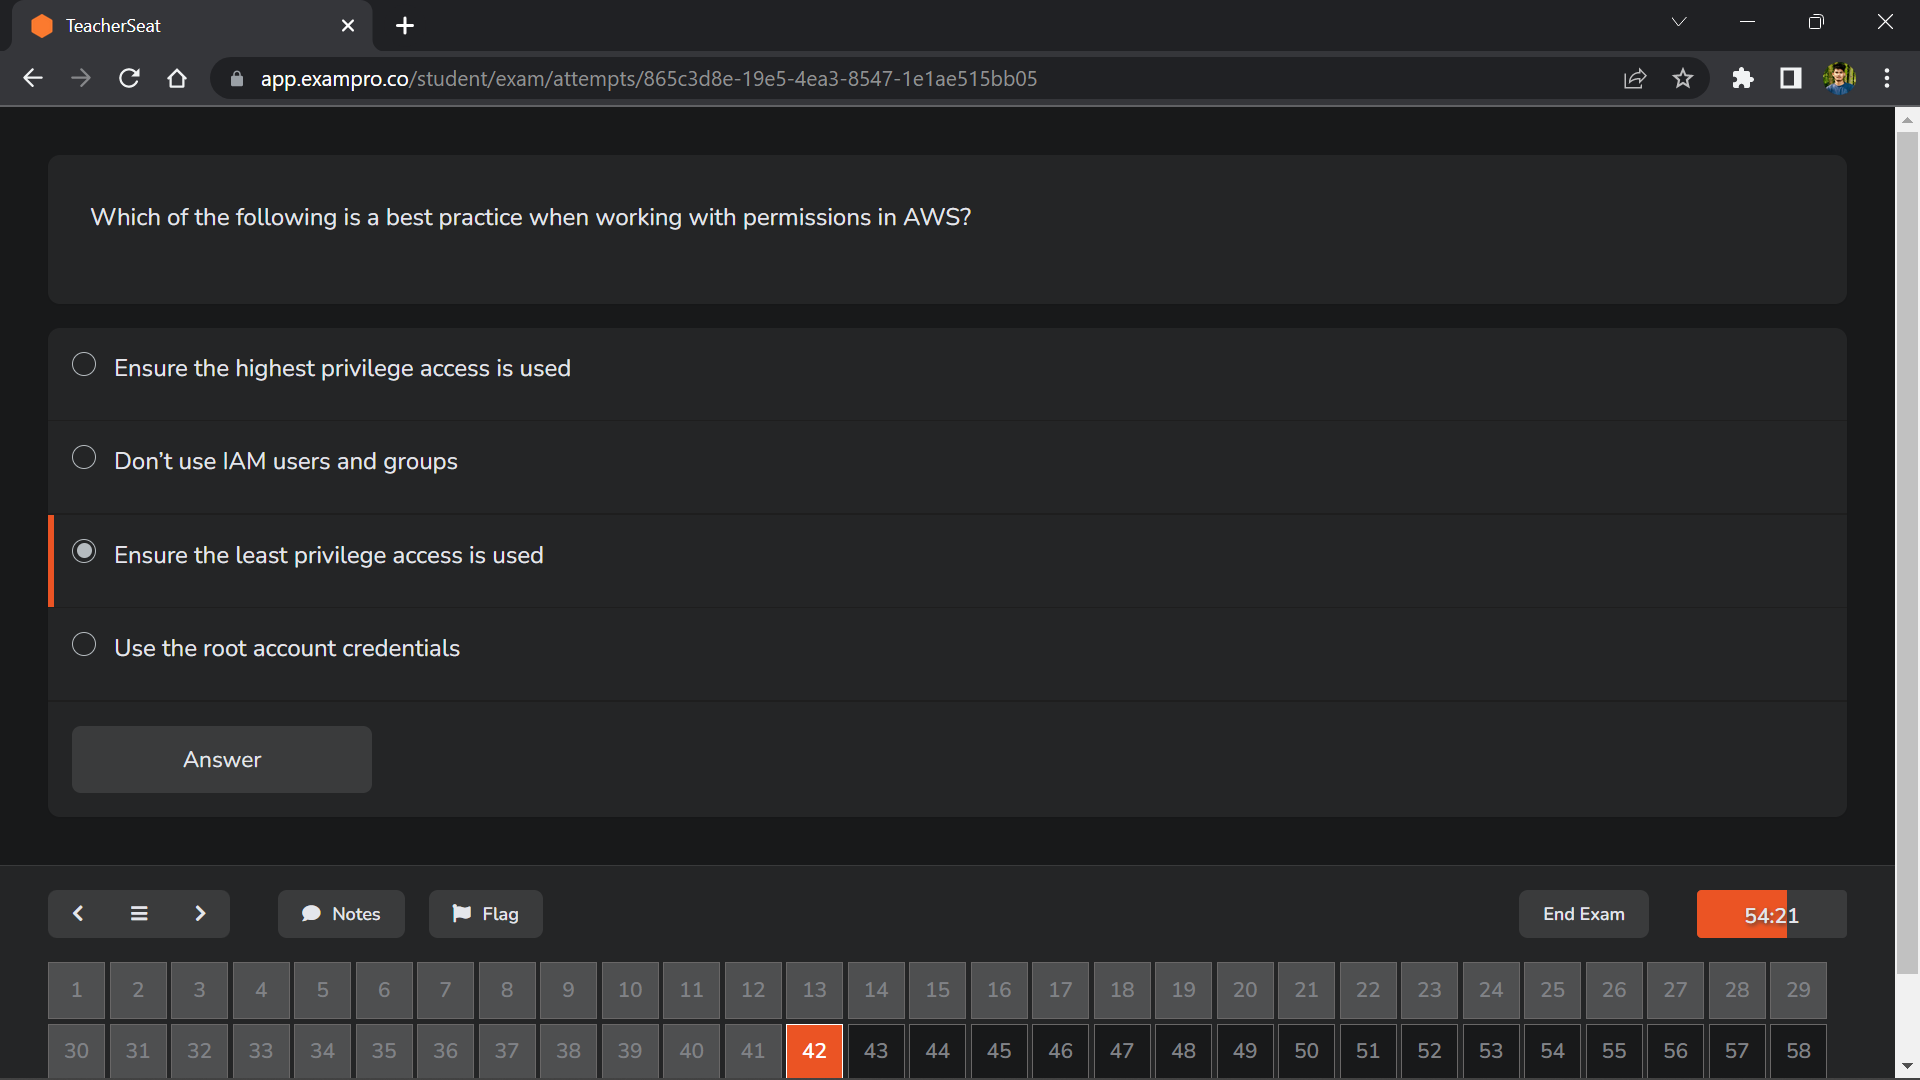 TeacherSeat
app.exampro.co/student/exam/attempts/865c3d8e-19e5-4ea3-8547-1e1ae515bb05
Which of the following is a best practice when working with permissions in AWS?
Ensure the highest privilege access is used
Don’t use IAM users and groups
Ensure the least privilege access is used
Use the root account credentials
Answer
Notes Flag End Exam 54:21
1 2 3 4 5 6 7 8 9 10 11 12 13 14 15 16 17 18 19 20 21 22 23 24 25 26 27 28 29
30 31 32 33 34 35 36 37 38 39 40 41 42 43 44 45 46 47 48 49 50 51 52 53 54 55 56 57 58